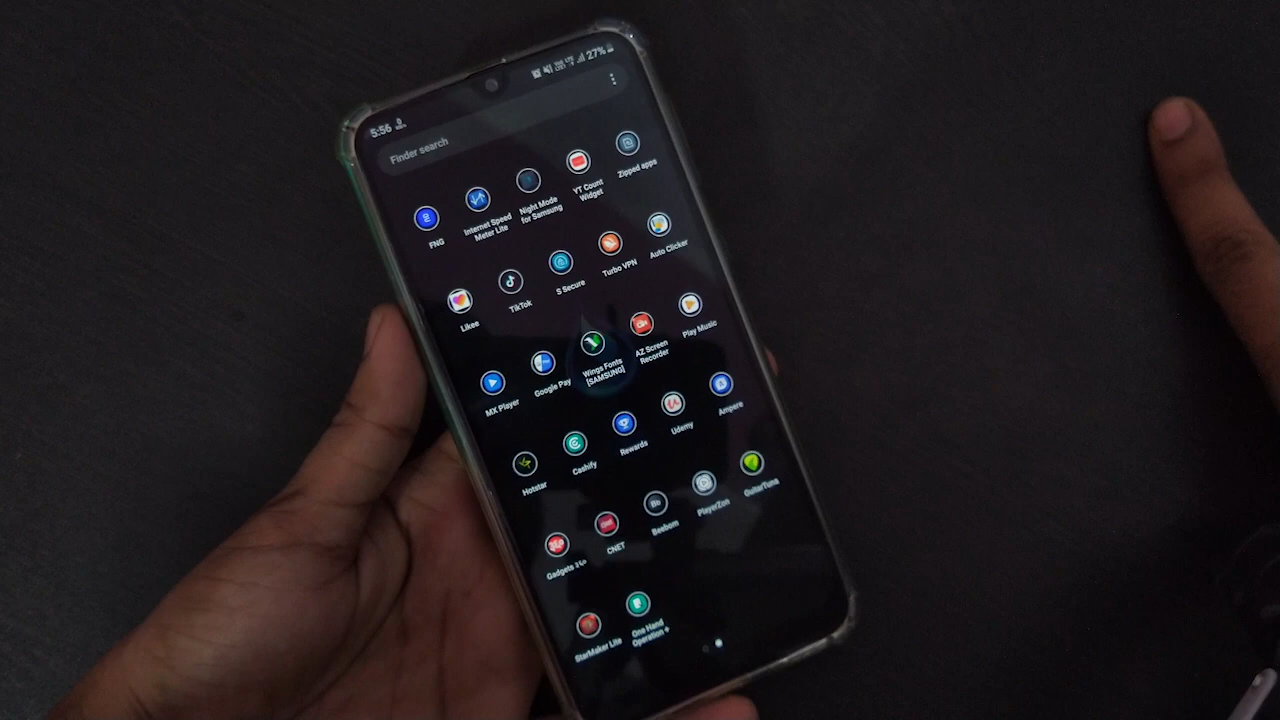 5:56
27%
Finder search
FNG
Internet Speed
Meter Lite
Night Mode
for Samsung
YT Count
Widget
Zipped apps
Likee
TikTok
S Secure
Turbo VPN
Auto Clicker
MX Player
Google Pay
Wings Fonts
[SAMSUNG]
AZ Screen
Recorder
Play Music
Hotstar
Cashify
Rewards
Udemy
Ampere
Gadgets
CNET
Beebom
PlayerZon
GuitarTuna
StarMaker Lite
One Hand
Operation +